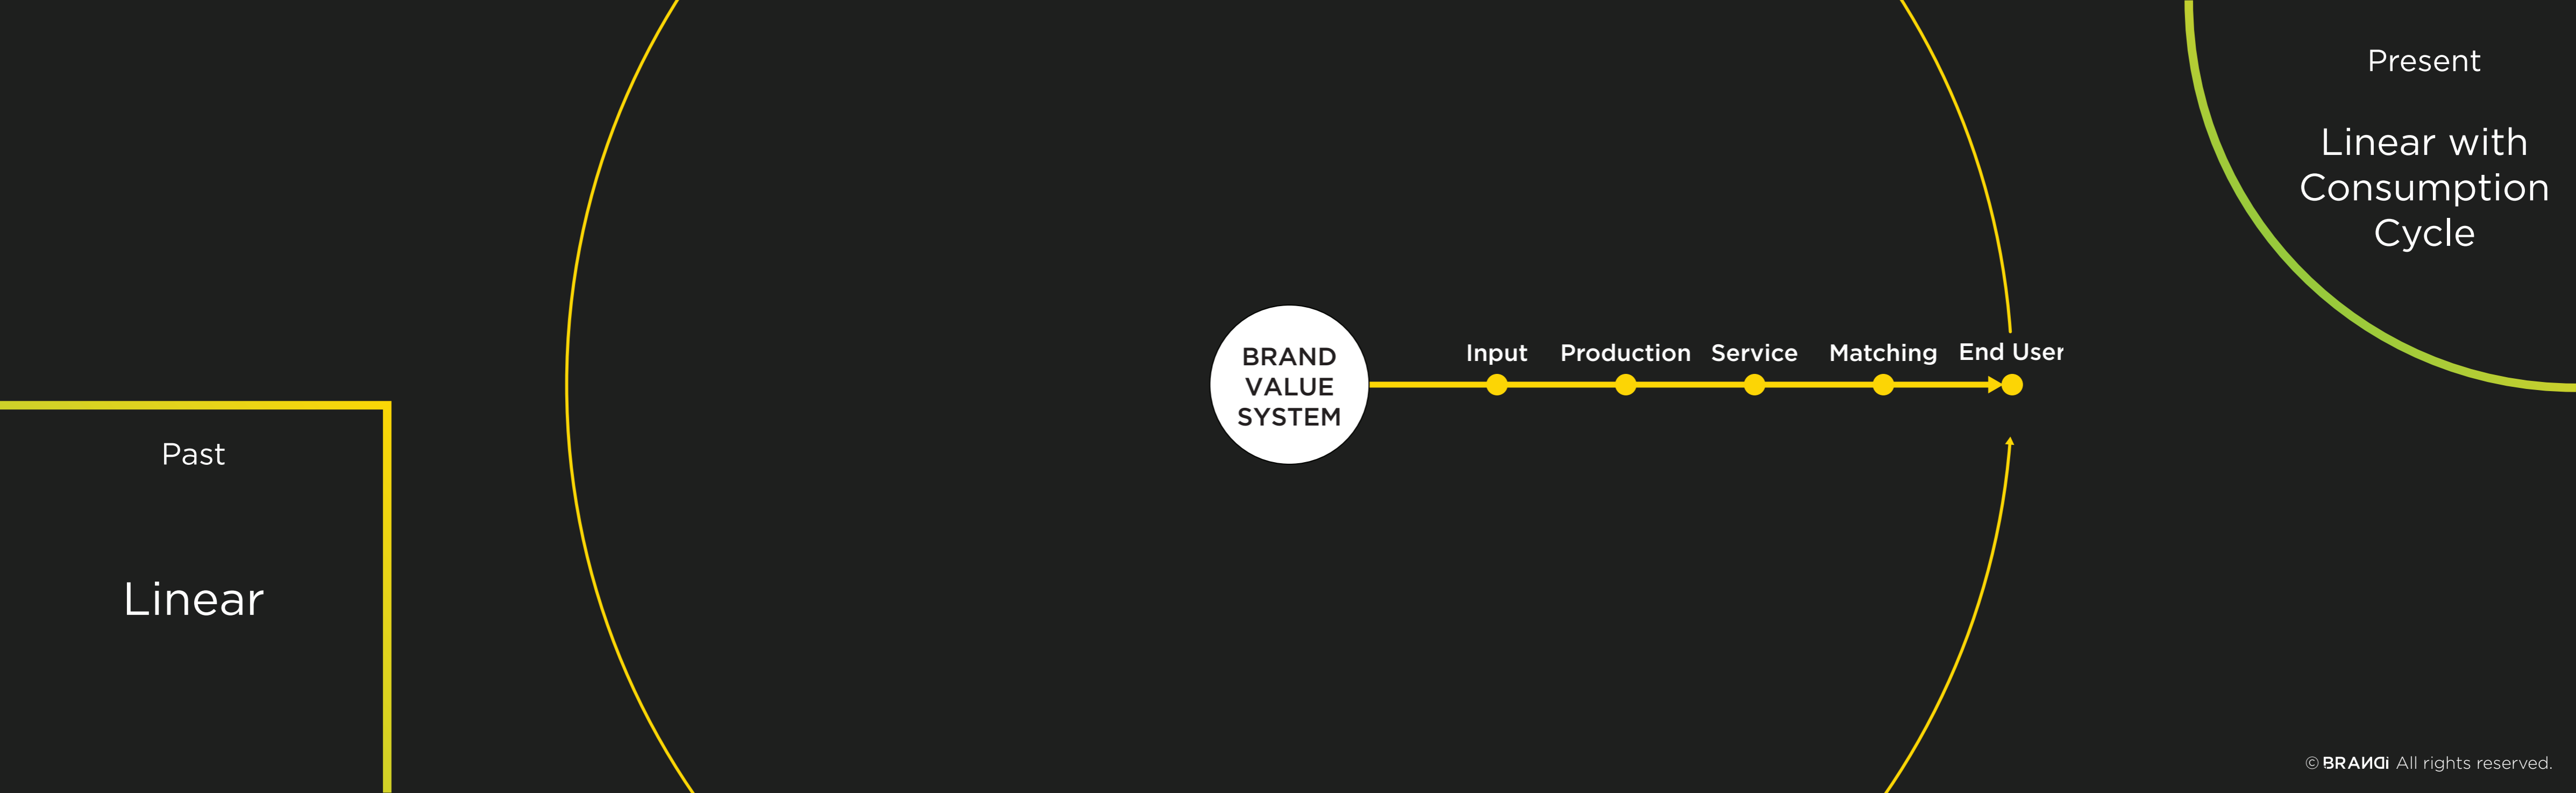 Past
Linear
BRAND
VALUE
SYSTEM
Input
Production
Service
Matching
End User
Present
Linear with
Consumption
Cycle
© BRANDi All rights reserved.